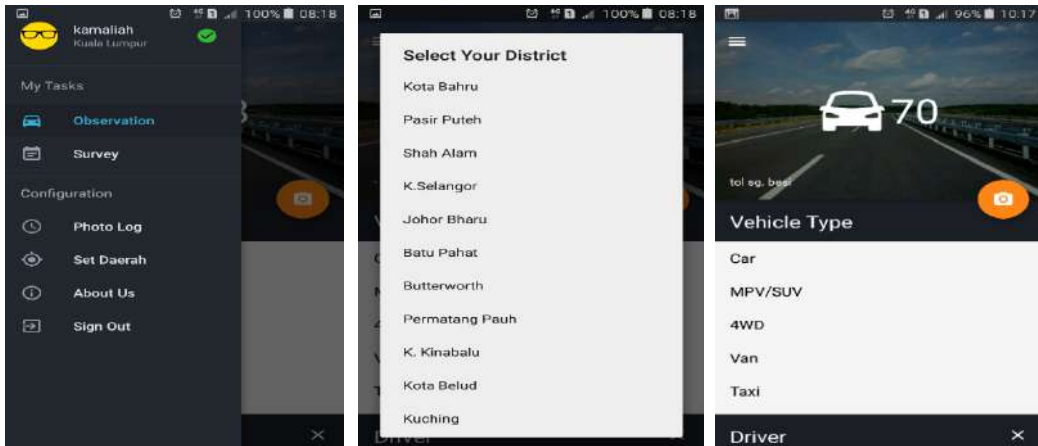 100% 08:18
kamaliah
Kuala Lumpur
My Tasks
Observation
Survey
Configuration
Photo Log
Set Daerah
About Us
Sign Out
100% 08:18
Select Your District
Kota Bahru
Pasir Puteh
Shah Alam
K.Selangor
Johor Bharu
Batu Pahat
Butterworth
Permatang Pauh
K. Kinabalu
Kota Belud
Kuching
Driver
96% 10:17
70
tol sg. besi
Vehicle Type
Car
MPV/SUV
4WD
Van
Taxi
Driver